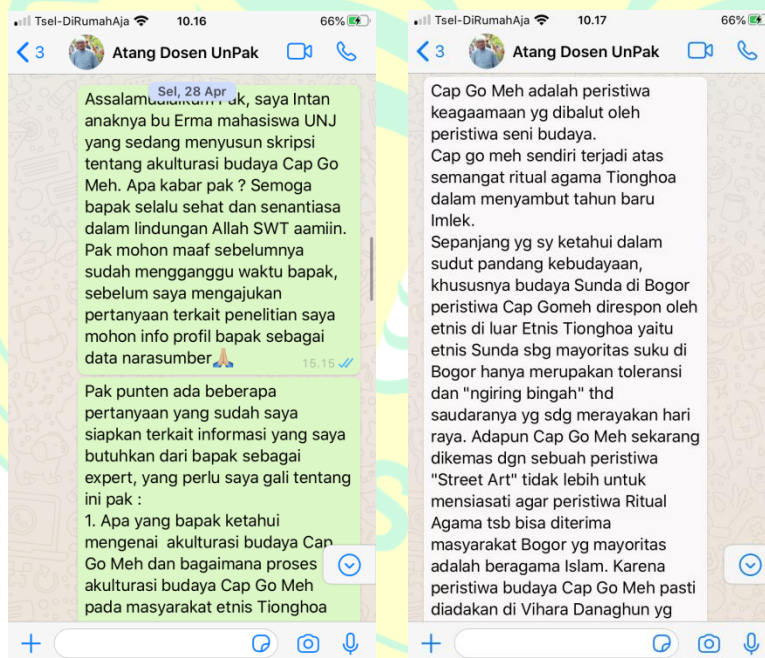 Tsel-DiRumahAja 10.16 66%
3 Atang Dosen UnPak
Sel, 28 Apr
Assalamualaikum Pak, saya Intan
anaknya bu Erma mahasiswa UNJ
yang sedang menyusun skripsi
tentang akulturasi budaya Cap Go
Meh. Apa kabar pak ? Semoga
bapak selalu sehat dan senantiasa
dalam lindungan Allah SWT aamiin.
Pak mohon maaf sebelumnya
sudah mengganggu waktu bapak,
sebelum saya mengajukan
pertanyaan terkait penelitian saya
mohon info profil bapak sebagai
data narasumber🙏🏼
15.15
Pak punten ada beberapa
pertanyaan yang sudah saya
siapkan terkait informasi yang saya
butuhkan dari bapak sebagai
expert, yang perlu saya gali tentang
ini pak :
1. Apa yang bapak ketahui
mengenai akulturasi budaya Cap
Go Meh dan bagaimana proses
akulturasi budaya Cap Go Meh
pada masyarakat etnis Tionghoa
Tsel-DiRumahAja 10.17 66%
3 Atang Dosen UnPak
Cap Go Meh adalah peristiwa
keagaamaan yg dibalut oleh
peristiwa seni budaya.
Cap go meh sendiri terjadi atas
semangat ritual agama Tionghoa
dalam menyambut tahun baru
Imlek.
Sepanjang yg sy ketahui dalam
sudut pandang kebudayaan,
khususnya budaya Sunda di Bogor
peristiwa Cap Gomeh direspon oleh
etnis di luar Etnis Tionghoa yaitu
etnis Sunda sbg mayoritas suku di
Bogor hanya merupakan toleransi
dan "ngiring bingah" thd
saudaranya yg sdg merayakan hari
raya. Adapun Cap Go Meh sekarang
dikemas dgn sebuah peristiwa
"Street Art" tidak lebih untuk
mensiasati agar peristiwa Ritual
Agama tsb bisa diterima
masyarakat Bogor yg mayoritas
adalah beragama Islam. Karena
peristiwa budaya Cap Go Meh pasti
diadakan di Vihara Danaghun yg